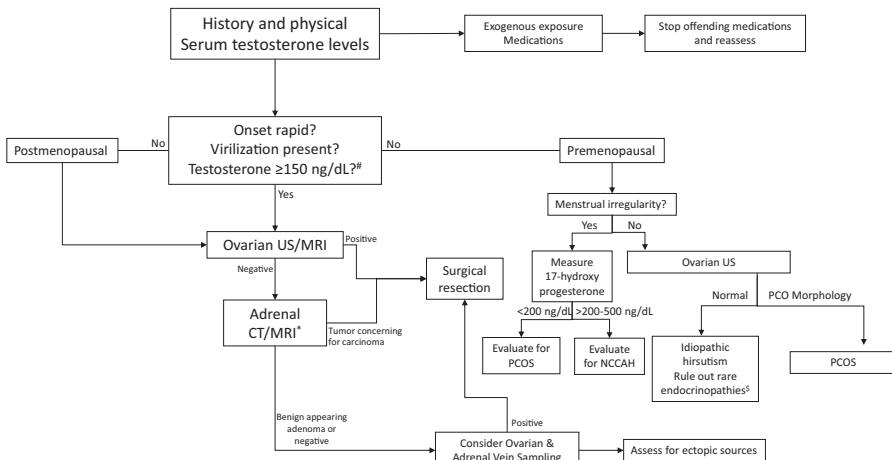 History and physical
Serum testosterone levels
Exogenous exposure
Medications
Stop offending medications
and reassess
Onset rapid?
Virilization present?
Testosterone ≥150 ng/dL?#
No
No
Postmenopausal
Premenopausal
Yes
Menstrual irregularity?
Yes
No
Ovarian US/MRI
Positive
Negative
Surgical
resection
Measure
17-hydroxy
progesterone
Ovarian US
<200 ng/dL
>200-500 ng/dL
Normal
PCO Morphology
Adrenal
CT/MRI*
Tumor concerning
for carcinoma
Evaluate for
PCOS
Evaluate
for NCCAH
Idiopathic
hirsutism
Rule out rare
endocrinopathies$
PCOS
Benign appearing
adenoma or
negative
Positive
Consider Ovarian &
Adrenal Vein Sampling
Assess for ectopic sources